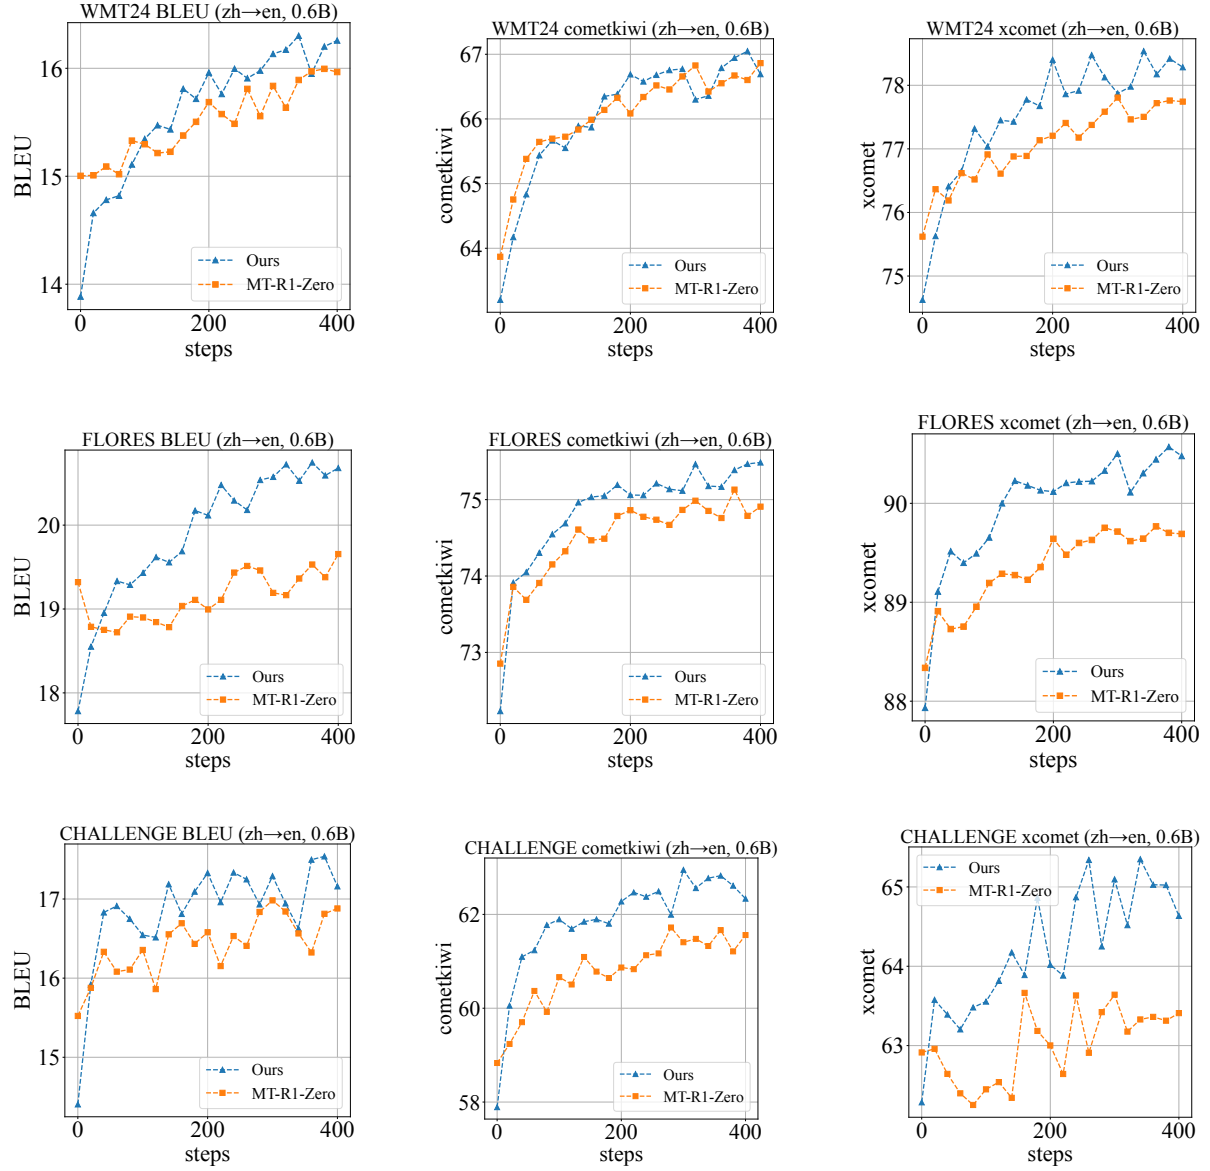 WMT24 BLEU (zh→en, 0.6B)
16
15
14
BLEU
Ours
MT-R1-Zero
0
200
400
steps
WMT24 cometkiwi (zh→en, 0.6B)
67
66
65
64
cometkiwi
Ours
MT-R1-Zero
0
200
400
steps
WMT24 xcomet (zh→en, 0.6B)
78
77
76
75
xcomet
Ours
MT-R1-Zero
0
200
400
steps
FLORES BLEU (zh→en, 0.6B)
20
19
18
BLEU
Ours
MT-R1-Zero
0
200
400
steps
FLORES cometkiwi (zh→en, 0.6B)
75
74
73
cometkiwi
Ours
MT-R1-Zero
0
200
400
steps
FLORES xcomet (zh→en, 0.6B)
90
89
88
xcomet
Ours
MT-R1-Zero
0
200
400
steps
CHALLENGE BLEU (zh→en, 0.6B)
17
16
15
BLEU
Ours
MT-R1-Zero
0
200
400
steps
CHALLENGE cometkiwi (zh→en, 0.6B)
62
60
58
cometkiwi
Ours
MT-R1-Zero
0
200
400
steps
CHALLENGE xcomet (zh→en, 0.6B)
Ours
MT-R1-Zero
65
64
63
xcomet
0
200
400
steps